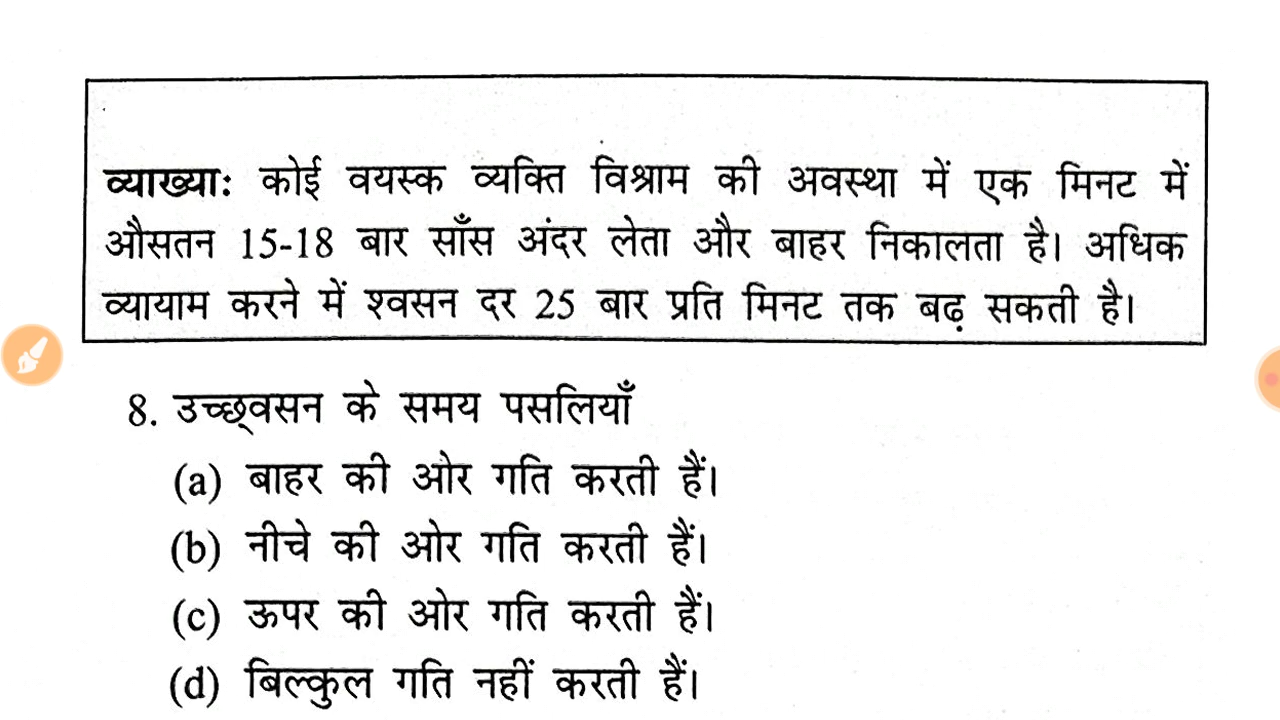 व्याख्याः कोई वयस्क व्यक्ति विश्राम की अवस्था में एक मिनट में
औसतन 15-18 बार साँस अंदर लेता और बाहर निकालता है। अधिक
व्यायाम करने में श्वसन दर 25 बार प्रति मिनट तक बढ़ सकती है।
8. उच्छ्वसन के समय पसलियाँ
(a) बाहर की ओर गति करती हैं।
(b) नीचे की ओर गति करती हैं।
(c) ऊपर की ओर गति करती हैं।
(d) बिल्कुल गति नहीं करती हैं।